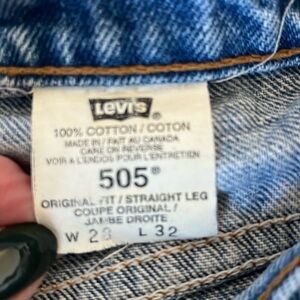 Levi's®
100% COTTON / COTON
MADE IN / FAIT AU CANADA
CARE ON REVERSE
VOIR A L'ENDOS POUR L'ENTRETIEN
505®
ORIGINAL FIT / STRAIGHT LEG
COUPE ORIGINAL /
JAMBE DROITE
W 28 L 32